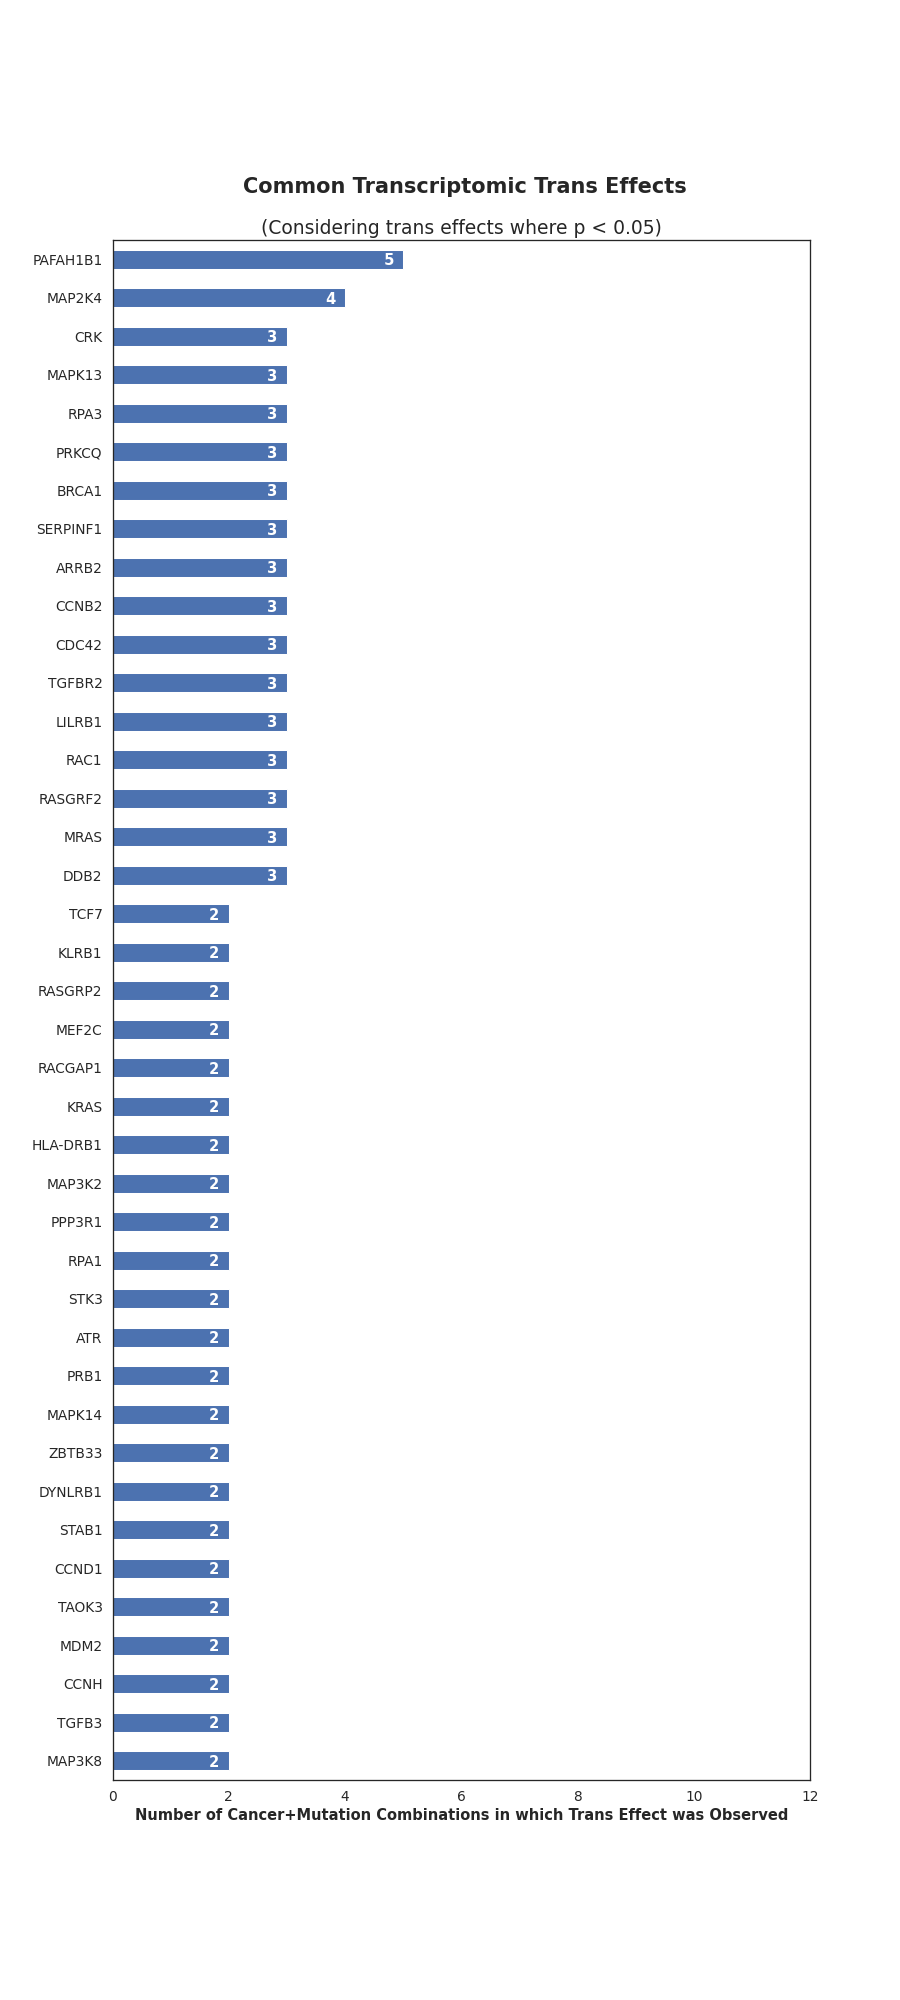 Common Transcriptomic Trans Effects
(Considering trans effects where p < 0.05)
PAFAH1B1 5
MAP2K4 4
CRK 3
MAPK13 3
RPA3 3
PRKCQ 3
BRCA1 3
SERPINF1 3
ARRB2 3
CCNB2 3
CDC42 3
TGFBR2 3
LILRB1 3
RAC1 3
RASGRF2 3
MRAS 3
DDB2 3
TCF7 2
KLRB1 2
RASGRP2 2
MEF2C 2
RACGAP1 2
KRAS 2
HLA-DRB1 2
MAP3K2 2
PPP3R1 2
RPA1 2
STK3 2
ATR 2
PRB1 2
MAPK14 2
ZBTB33 2
DYNLRB1 2
STAB1 2
CCND1 2
TAOK3 2
MDM2 2
CCNH 2
TGFB3 2
MAP3K8 2
0 2 4 6 8 10 12
Number of Cancer+Mutation Combinations in which Trans Effect was Observed